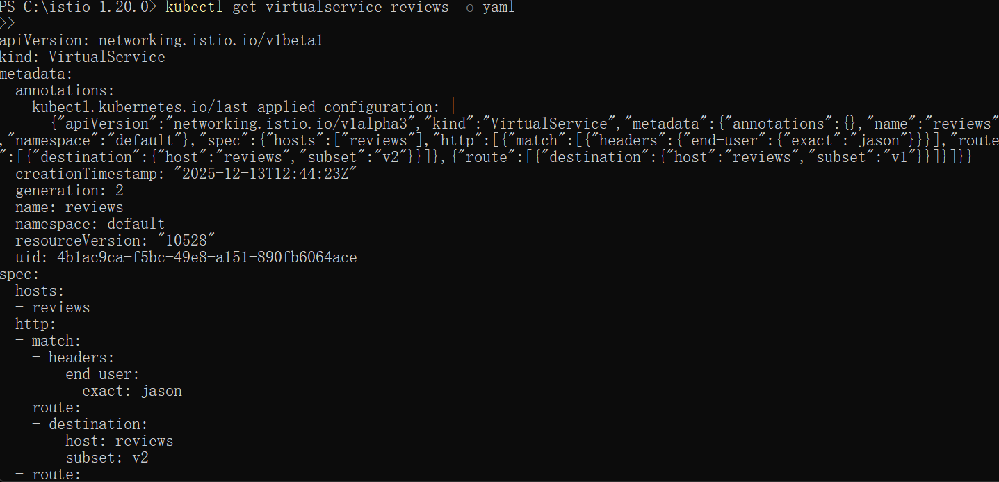 PS C:\istio-1.20.0> kubectl get virtualservice reviews -o yaml
>>
apiVersion: networking.istio.io/v1beta1
kind: VirtualService
metadata:
  annotations:
    kubectl.kubernetes.io/last-applied-configuration: |
      {"apiVersion":"networking.istio.io/v1alpha3","kind":"VirtualService","metadata":{"annotations":{},"name":"reviews"
,"namespace":"default"},"spec":{"hosts":["reviews"],"http":[{"match":[{"headers":{"end-user":{"exact":"jason"}}}],"route
":[{"destination":{"host":"reviews","subset":"v2"}}]},{"route":[{"destination":{"host":"reviews","subset":"v1"}}]}]}}
  creationTimestamp: "2025-12-13T12:44:23Z"
  generation: 2
  name: reviews
  namespace: default
  resourceVersion: "10528"
  uid: 4b1ac9ca-f5bc-49e8-a151-890fb6064ace
spec:
  hosts:
  - reviews
  http:
  - match:
    - headers:
        end-user:
          exact: jason
    route:
    - destination:
        host: reviews
        subset: v2
  - route: